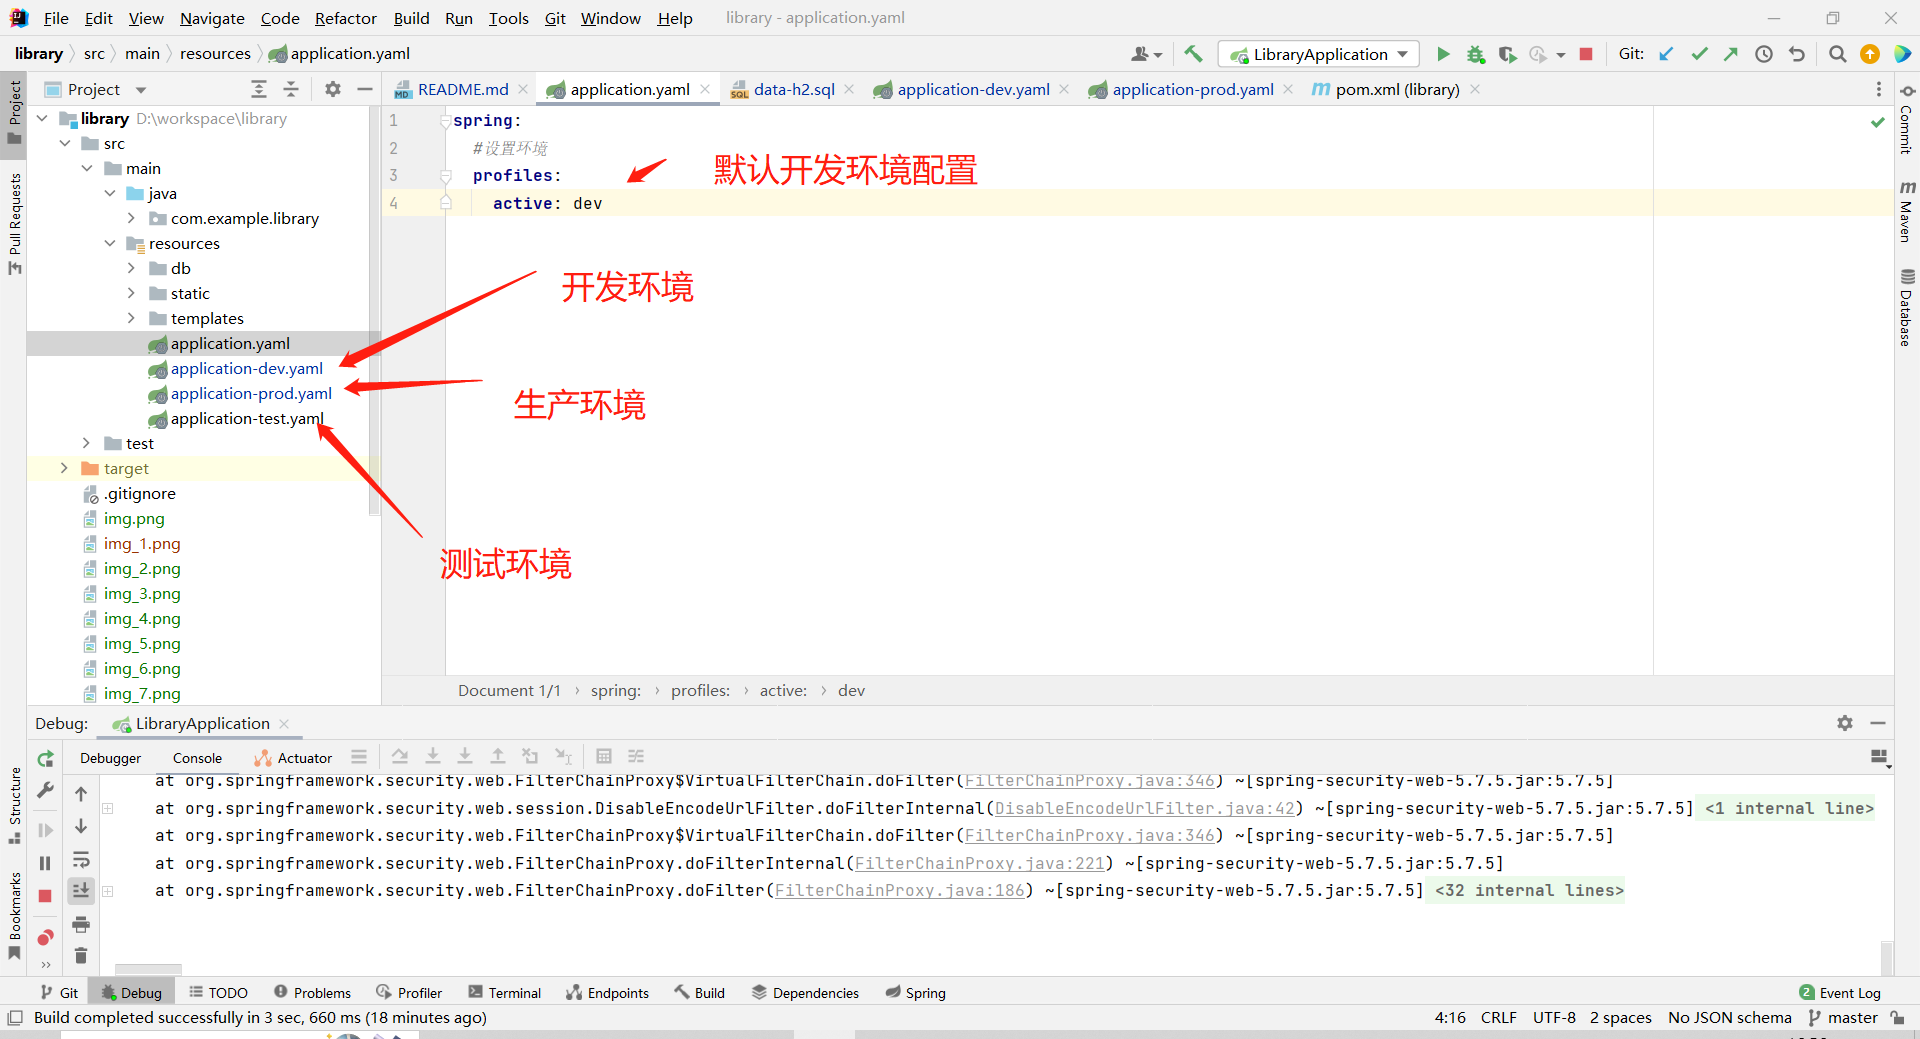 File Edit View Navigate Code Refactor Build Run Tools Git Window Help library - application.yaml
library src main resources application.yaml LibraryApplication Git:
Project README.md application.yaml data-h2.sql application-dev.yaml application-prod.yaml pom.xml (library)
library D:\workspace\library
src
main
java
com.example.library
resources
db
static
templates
application.yaml
application-dev.yaml
application-prod.yaml
application-test.yaml
test
target
.gitignore
img.png
img_1.png
img_2.png
img_3.png
img_4.png
img_5.png
img_6.png
img_7.png
1 spring:
2 #设置环境
3 profiles:
4 active: dev
默认开发环境配置
开发环境
生产环境
测试环境
Document 1/1 spring: profiles: active: dev
Project
Pull Requests
Structure
Bookmarks
Commit
Maven
Database
Debug: LibraryApplication
Debugger Console Actuator
at org.springframework.security.web.FilterChainProxy$VirtualFilterChain.doFilter(FilterChainProxy.java:346) ~[spring-security-web-5.7.5.jar:5.7.5]
at org.springframework.security.web.session.DisableEncodeUrlFilter.doFilterInternal(DisableEncodeUrlFilter.java:42) ~[spring-security-web-5.7.5.jar:5.7.5] <1 internal line>
at org.springframework.security.web.FilterChainProxy$VirtualFilterChain.doFilter(FilterChainProxy.java:346) ~[spring-security-web-5.7.5.jar:5.7.5]
at org.springframework.security.web.FilterChainProxy.doFilterInternal(FilterChainProxy.java:221) ~[spring-security-web-5.7.5.jar:5.7.5]
at org.springframework.security.web.FilterChainProxy.doFilter(FilterChainProxy.java:186) ~[spring-security-web-5.7.5.jar:5.7.5] <32 internal lines>
Git Debug TODO Problems Profiler Terminal Endpoints Build Dependencies Spring 2 Event Log
Build completed successfully in 3 sec, 660 ms (18 minutes ago) 4:16 CRLF UTF-8 2 spaces No JSON schema master